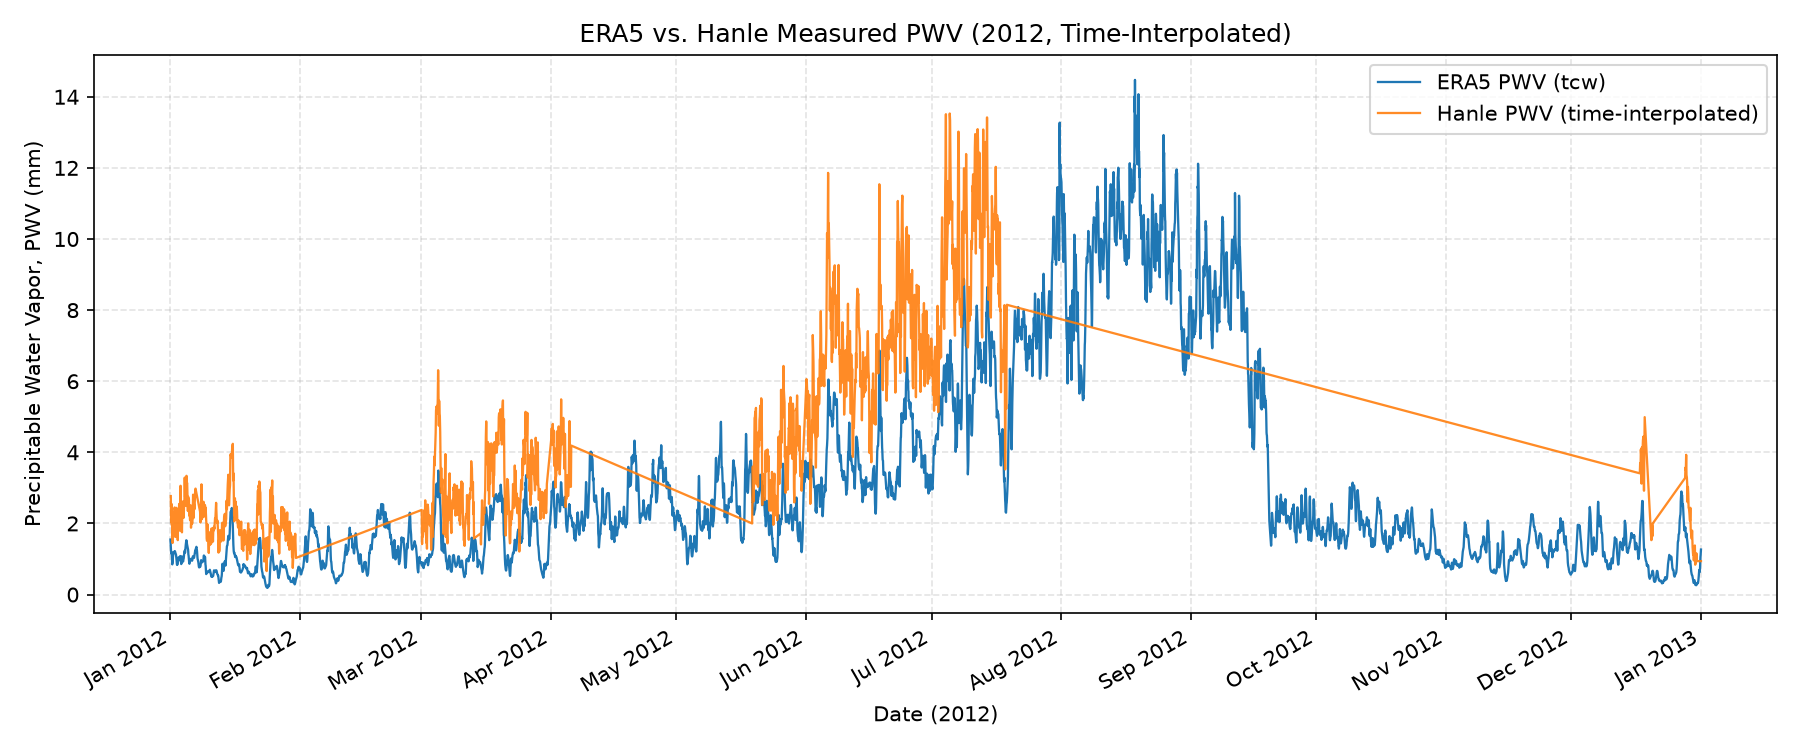 ERA5 vs. Hanle Measured PWV (2012, Time-Interpolated)
ERA5 PWV (tcw)
Hanle PWV (time-interpolated)
Precipitable Water Vapor, PWV (mm)
14
12
10
8
6
4
2
0
Jan 2012
Feb 2012
Mar 2012
Apr 2012
May 2012
Jun 2012
Jul 2012
Aug 2012
Sep 2012
Oct 2012
Nov 2012
Dec 2012
Jan 2013
Date (2012)